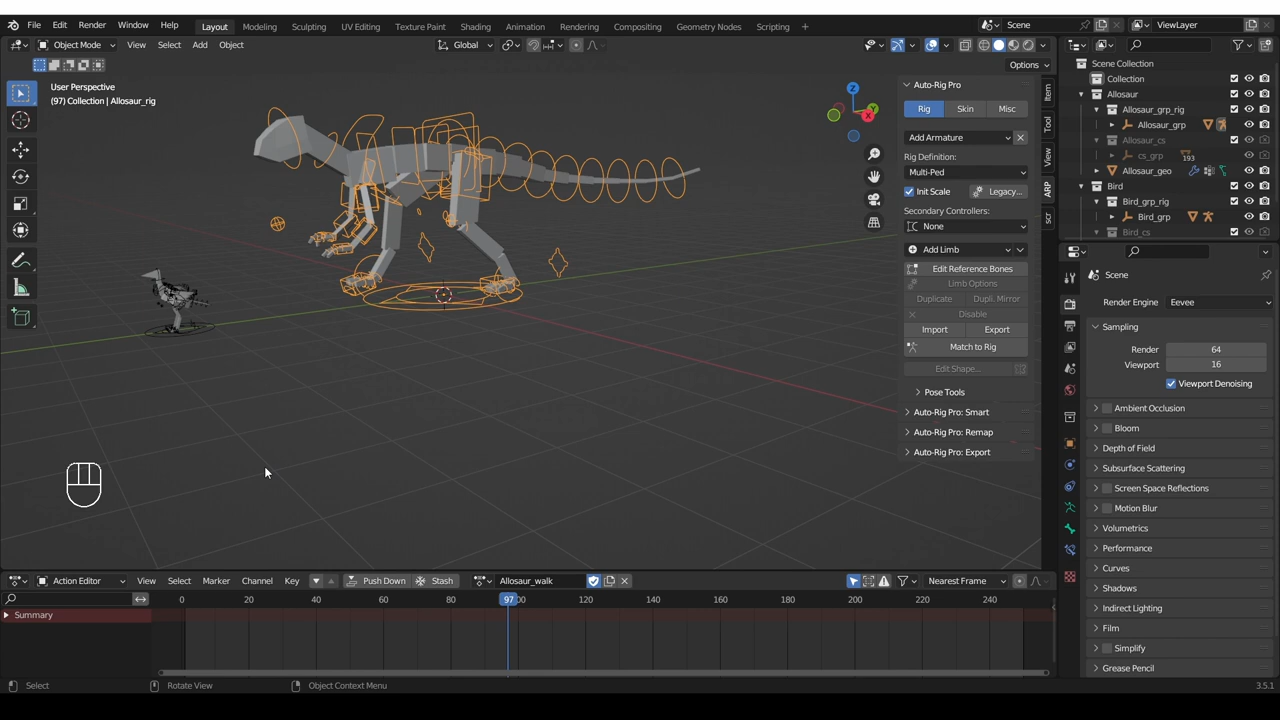 File Edit Render Window Help Layout Modeling Sculpting UV Editing Texture Paint Shading Animation Rendering Compositing Geometry Nodes Scripting + Scene ViewLayer
Object Mode View Select Add Object Global
Options
User Perspective
(97) Collection | Allosaur_rig
Z
Y
X
Auto-Rig Pro
Rig Skin Misc
Add Armature
Rig Definition:
Multi-Ped
Init Scale Legacy...
Secondary Controllers:
None
Add Limb
Edit Reference Bones
Limb Options
Duplicate Dupli. Mirror
Disable
Import Export
Match to Rig
Edit Shape...
Pose Tools
Auto-Rig Pro: Smart
Auto-Rig Pro: Remap
Auto-Rig Pro: Export
Item
Tool
View
ARP
scr
Scene Collection
Collection
Allosaur
Allosaur_grp_rig
Allosaur_grp
Allosaur_cs
cs_grp 193
Allosaur_geo
Bird
Bird_grp_rig
Bird_grp
Bird_cs
Scene
Render Engine Eevee
Sampling
Render 64
Viewport 16
Viewport Denoising
Ambient Occlusion
Bloom
Depth of Field
Subsurface Scattering
Screen Space Reflections
Motion Blur
Volumetrics
Performance
Curves
Shadows
Indirect Lighting
Film
Simplify
Grease Pencil
Action Editor View Select Marker Channel Key Push Down Stash Allosaur_walk Nearest Frame
0 20 40 60 80 97 120 140 160 180 200 220 240
Summary
Select Rotate View Object Context Menu 3.5.1